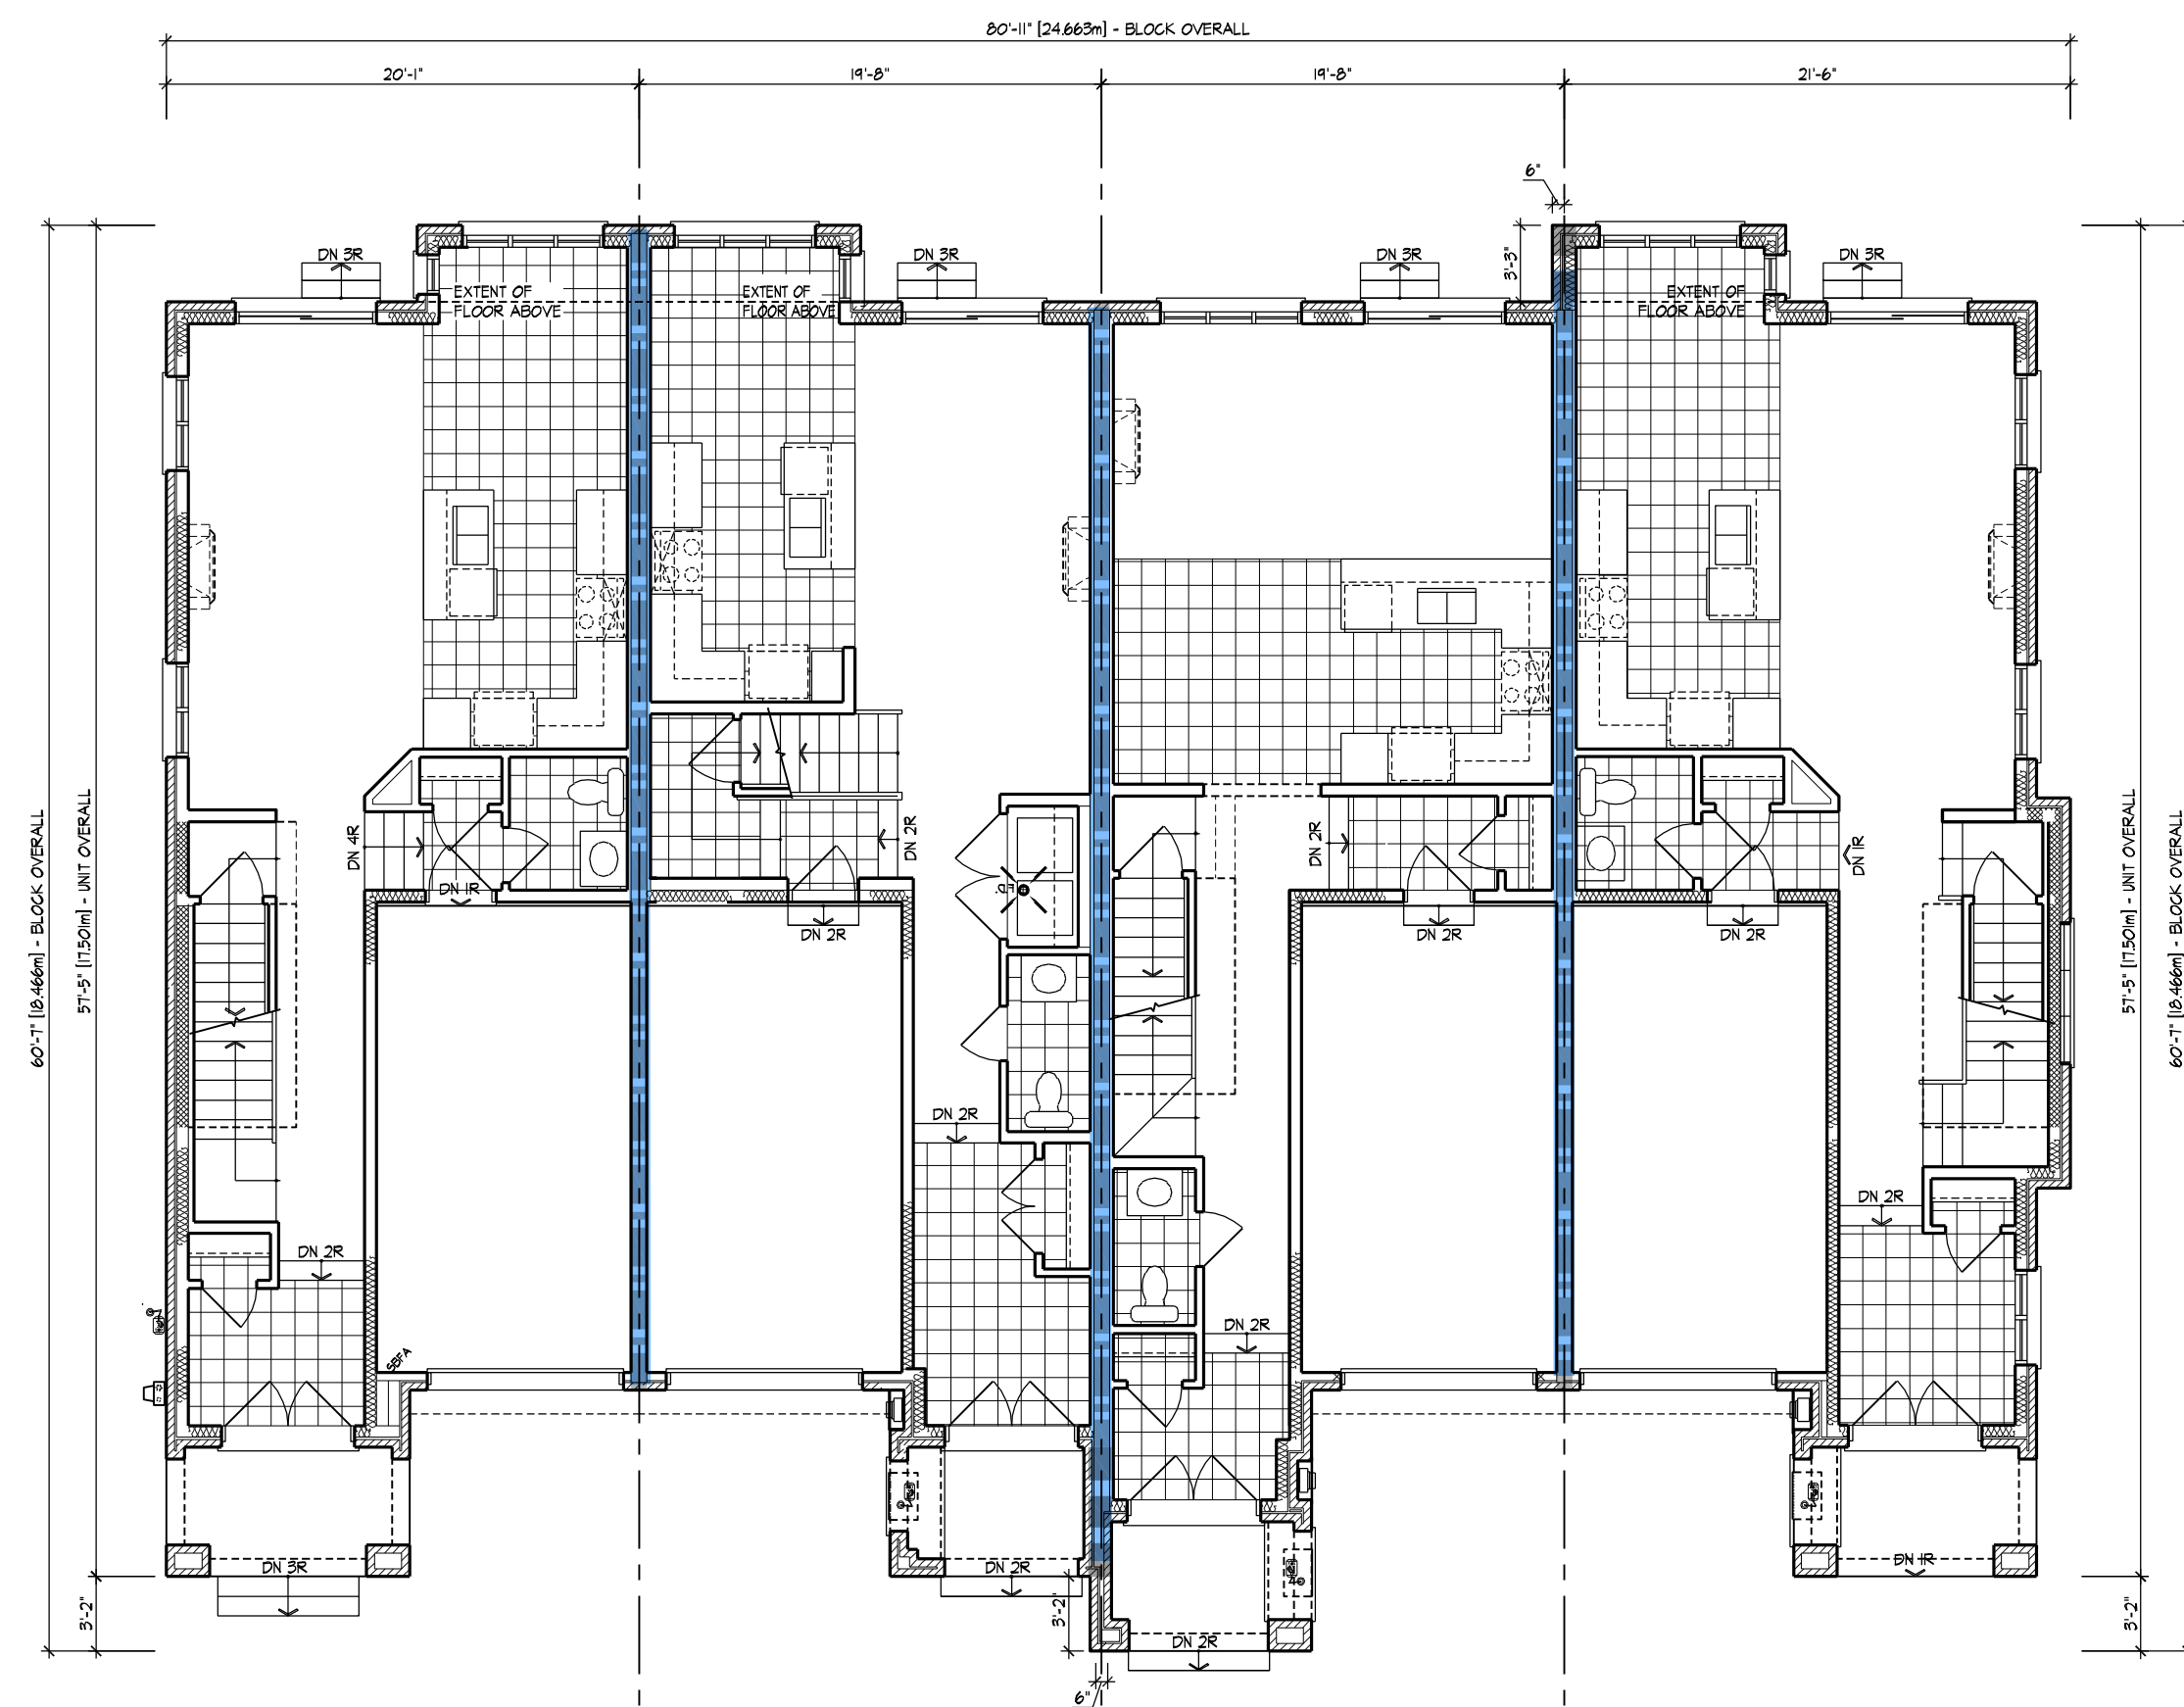 80'-11" [24.663m] - BLOCK OVERALL
20'-1"
19'-8"
19'-8"
21'-6"
6"
3'-3"
DN 3R
DN 3R
DN 3R
DN 3R
EXTENT OF
FLOOR ABOVE
EXTENT OF
FLOOR ABOVE
EXTENT OF
FLOOR ABOVE
60'-7" [18.466m] - BLOCK OVERALL
57'-5" [17.501m] - UNIT OVERALL
57'-5" [17.501m] - UNIT OVERALL
60'-7" [18.466m] - BLOCK OVERALL
DN 4R
DN 2R
DN 2R
DN 1R
DN 1R
F.D.
DN 2R
DN 2R
DN 2R
DN 2R
DN 2R
DN 2R
DN 2R
SBFA
DN 3R
DN 2R
DN 1R
3'-2"
3'-2"
3'-2"
DN 2R
6"